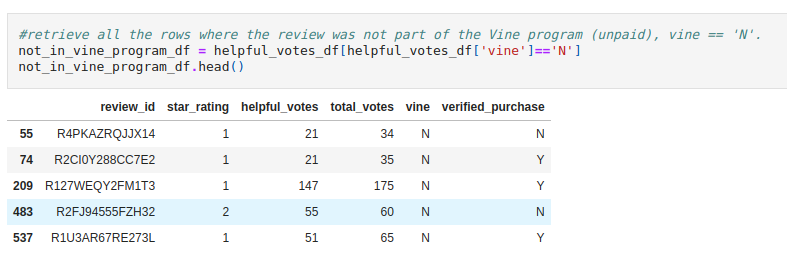 #retrieve all the rows where the review was not part of the Vine program (unpaid), vine == 'N'.
not_in_vine_program_df = helpful_votes_df[helpful_votes_df['vine']=='N']
not_in_vine_program_df.head()
review_id star_rating helpful_votes total_votes vine verified_purchase
55 R4PKAZRQJJX14 1 21 34 N N
74 R2CI0Y288CC7E2 1 21 35 N Y
209 R127WEQY2FM1T3 1 147 175 N Y
483 R2FJ94555FZH32 2 55 60 N N
537 R1U3AR67RE273L 1 51 65 N Y